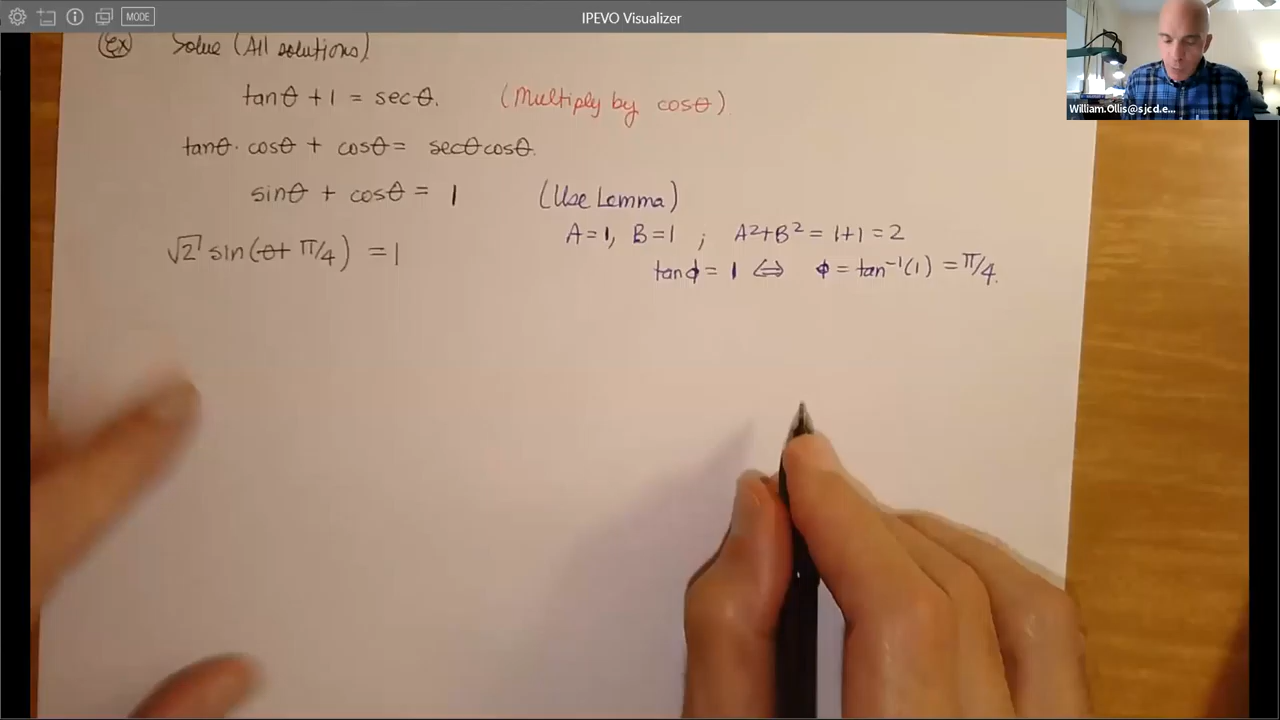 MODE
IPEVO Visualizer
William.Ollis@sjcd.e...
Ex Solve (All solutions)
tanθ + 1 = secθ. (Multiply by cosθ)
tanθ· cosθ + cosθ = secθcosθ.
sinθ + cosθ = 1 (Use Lemma)
A=1, B=1 ; A²+B² = 1+1 = 2
√2 sin(θ+ π/4) = 1
tanϕ = 1 ⇔ ϕ = tan⁻¹(1) = π/4.